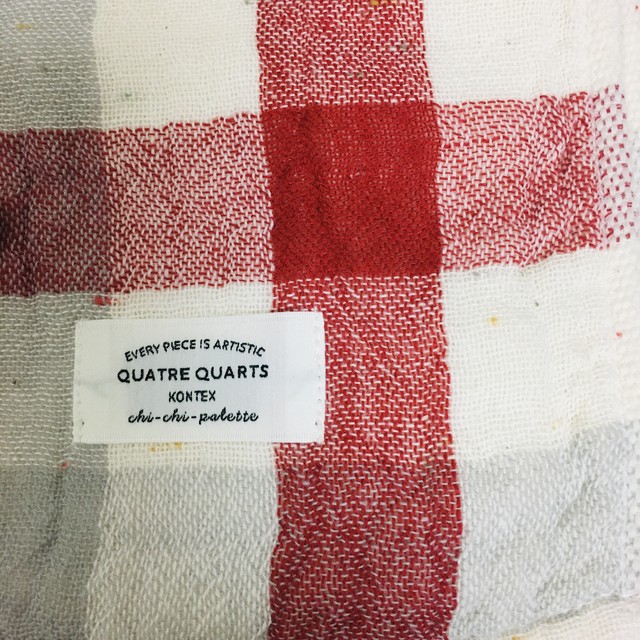 EVERY PIECE IS ARTISTIC
QUATRE QUARTS
KONTEX
chi-chi-palette